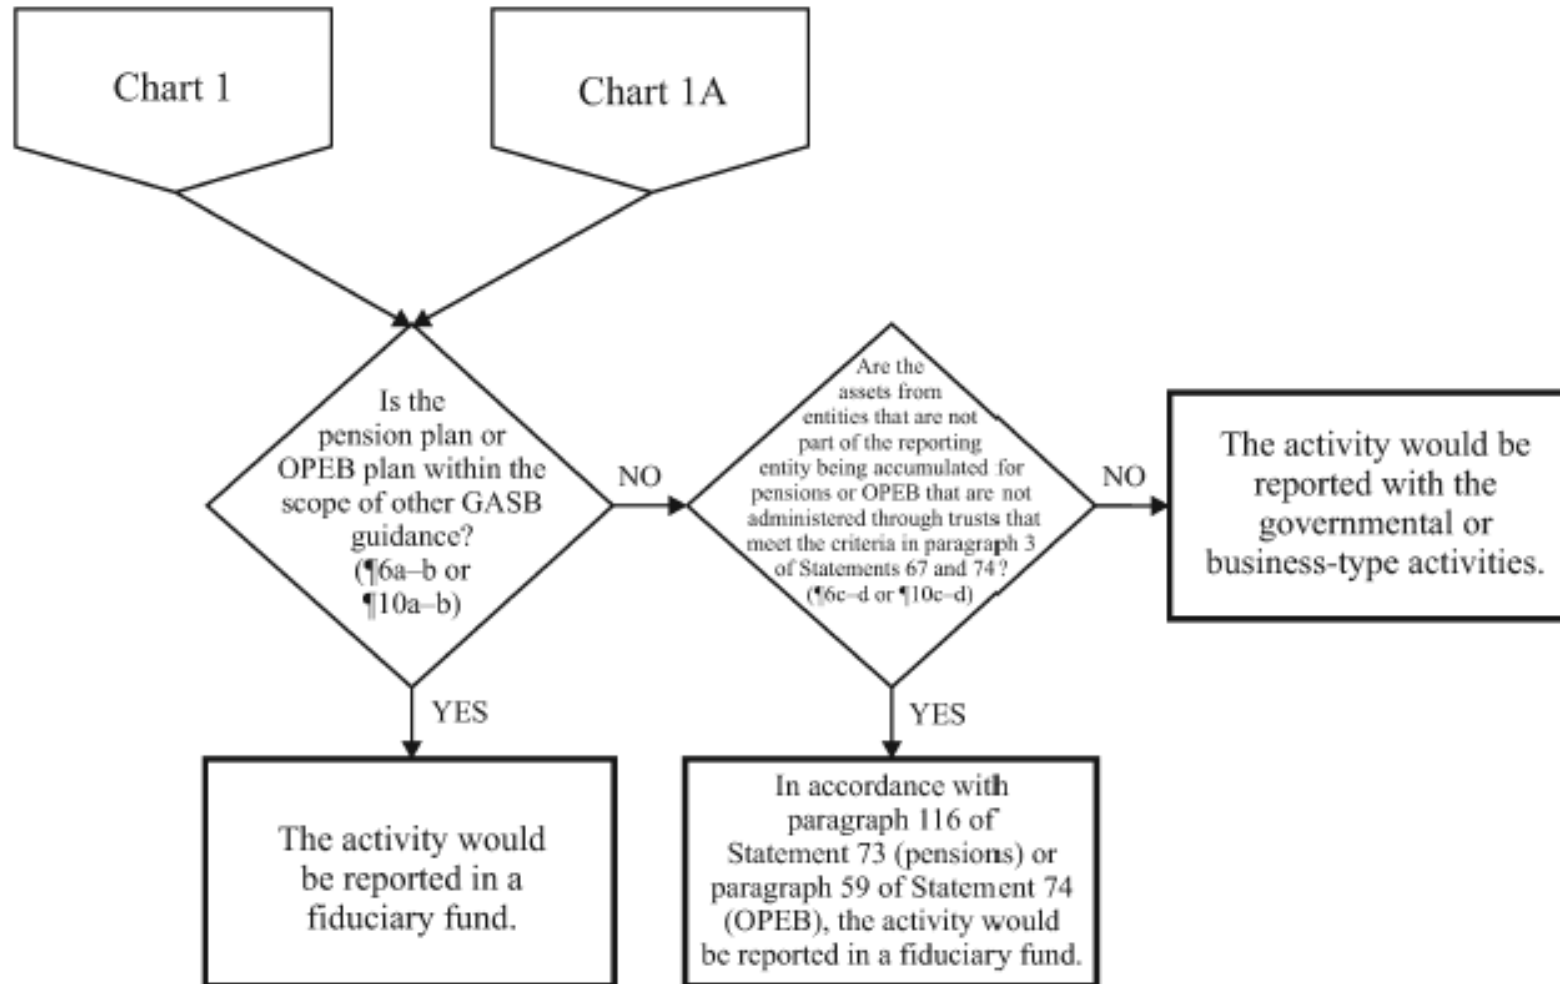 Chart 1
Chart 1A
Is the
pension plan or
OPEB plan within the
scope of other GASB
guidance?
(¶6a–b or
¶10a–b)
NO
Are the
assets from
entities that are not
part of the reporting
entity being accumulated for
pensions or OPEB that are not
administered through trusts that
meet the criteria in paragraph 3
of Statements 67 and 74?
(¶6c–d or ¶10c–d)
NO
The activity would be
reported with the
governmental or
business-type activities.
YES
YES
The activity would
be reported in a
fiduciary fund.
In accordance with
paragraph 116 of
Statement 73 (pensions) or
paragraph 59 of Statement 74
(OPEB), the activity would
be reported in a fiduciary fund.